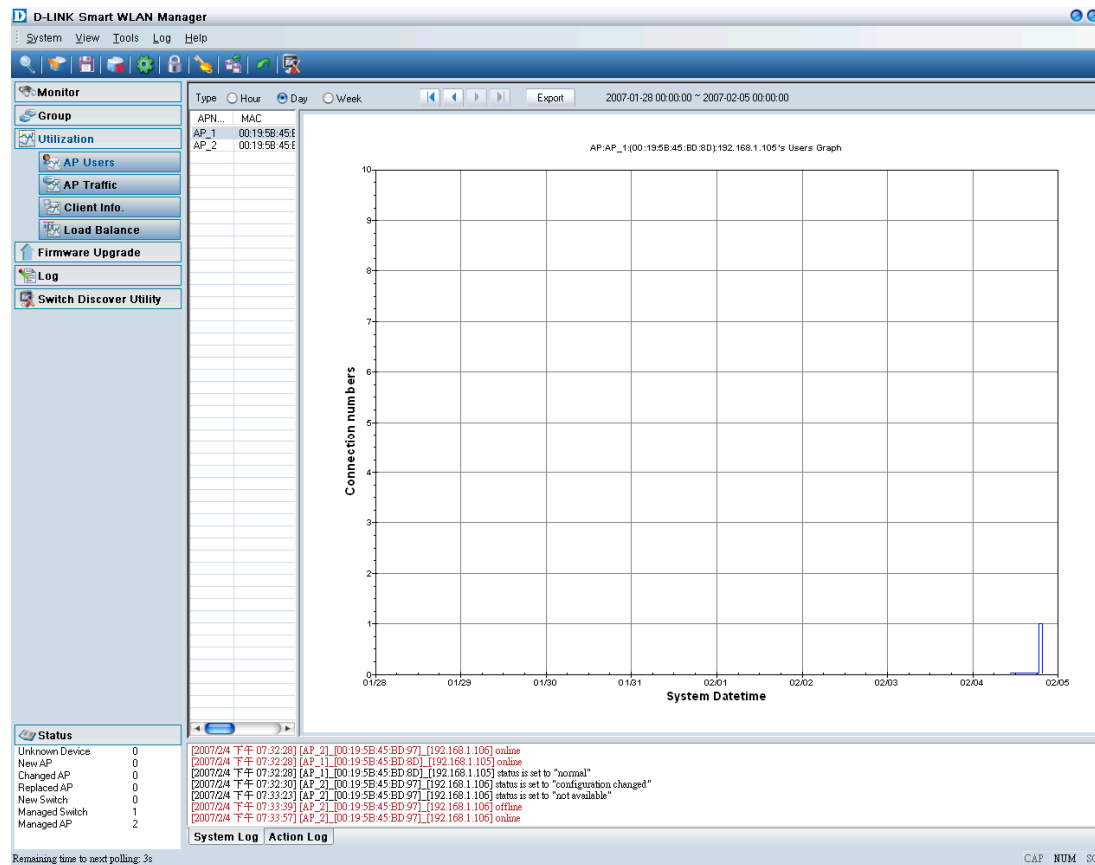 D-LINK Smart WLAN Manager
System View Tools Log Help
Monitor
Group
Utilization
AP Users
AP Traffic
Client Info.
Load Balance
Firmware Upgrade
Log
Switch Discover Utility
Type Hour Day Week Export 2007-01-28 00:00:00 ~ 2007-02-05 00:00:00
APN... MAC
AP_1 00:19:5B:45:E
AP_2 00:19:5B:45:E
AP:AP_1:(00:19:5B:45:BD:8D):192.168.1.105's Users Graph
Connection numbers
10
9
8
7
6
5
4
3
2
1
0
01/28 01/29 01/30 01/31 02/01 02/02 02/03 02/04 02/05
System Datetime
Status
Unknown Device 0
New AP 0
Changed AP 0
Replaced AP 0
New Switch 0
Managed Switch 1
Managed AP 2
[2007/2/4 下午 07:32:28] [AP_2]_[00:19:5B:45:BD:97]_[192.168.1.106] online
[2007/2/4 下午 07:32:28] [AP_1]_[00:19:5B:45:BD:8D]_[192.168.1.105] online
[2007/2/4 下午 07:32:28] [AP_1]_[00:19:5B:45:BD:8D]_[192.168.1.105] status is set to "normal"
[2007/2/4 下午 07:32:30] [AP_2]_[00:19:5B:45:BD:97]_[192.168.1.106] status is set to "configuration changed"
[2007/2/4 下午 07:33:23] [AP_2]_[00:19:5B:45:BD:97]_[192.168.1.106] status is set to "not available"
[2007/2/4 下午 07:33:39] [AP_2]_[00:19:5B:45:BD:97]_[192.168.1.106] offline
[2007/2/4 下午 07:33:57] [AP_2]_[00:19:5B:45:BD:97]_[192.168.1.106] online
System Log Action Log
Remaining time to next polling: 3s
CAP NUM SC